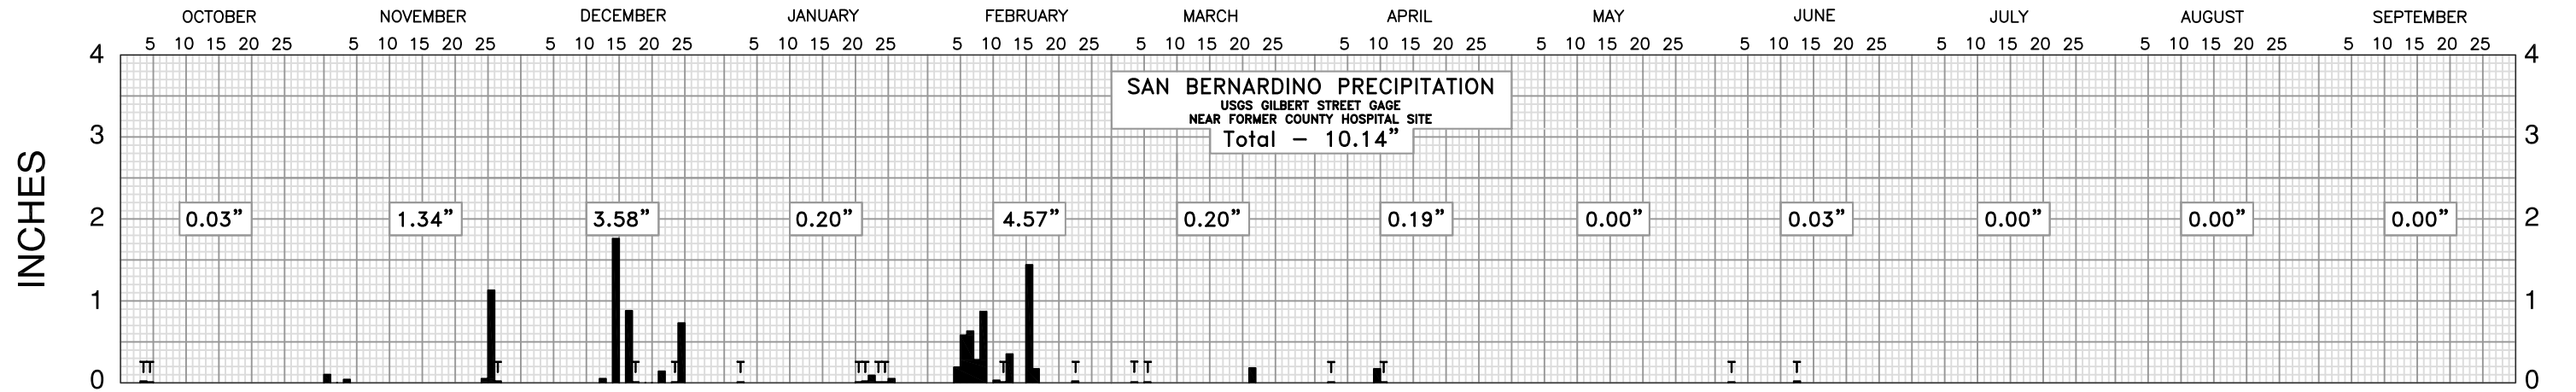 OCTOBER NOVEMBER DECEMBER JANUARY FEBRUARY MARCH APRIL MAY JUNE JULY AUGUST SEPTEMBER
5 10 15 20 25 5 10 15 20 25 5 10 15 20 25 5 10 15 20 25 5 10 15 20 25 5 10 15 20 25 5 10 15 20 25 5 10 15 20 25 5 10 15 20 25 5 10 15 20 25 5 10 15 20 25 5 10 15 20 25
4 4
SAN BERNARDINO PRECIPITATION
USGS GILBERT STREET GAGE
NEAR FORMER COUNTY HOSPITAL SITE
3 Total - 10.14" 3
INCHES
2 0.03" 1.34" 3.58" 0.20" 4.57" 0.20" 0.19" 0.00" 0.03" 0.00" 0.00" 0.00" 2
1 1
T T T T T T T T T T T T T T T T T T T
0 0